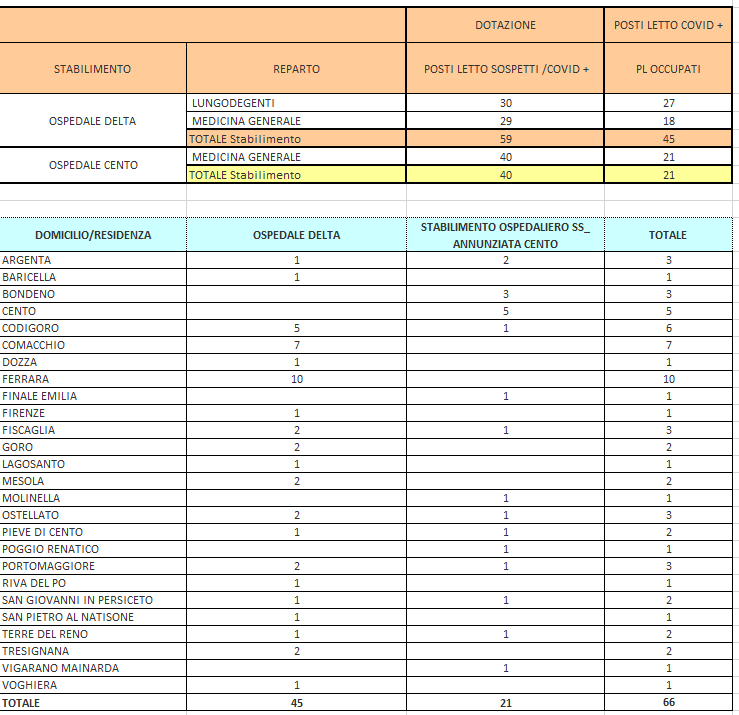 DOTAZIONE POSTI LETTO COVID +
STABILIMENTO REPARTO POSTI LETTO SOSPETTI /COVID + PL OCCUPATI
OSPEDALE DELTA
LUNGODEGENTI 30 27
MEDICINA GENERALE 29 18
TOTALE Stabilimento 59 45
OSPEDALE CENTO
MEDICINA GENERALE 40 21
TOTALE Stabilimento 40 21
DOMICILIO/RESIDENZA OSPEDALE DELTA STABILIMENTO OSPEDALIERO SS_ TOTALE
ANNUNZIATA CENTO
ARGENTA 1 2 3
BARICELLA 1 1
BONDENO 3 3
CENTO 5 5
CODIGORO 5 1 6
COMACCHIO 7 7
DOZZA 1 1
FERRARA 10 10
FINALE EMILIA 1 1
FIRENZE 1 1
FISCAGLIA 2 1 3
GORO 2 2
LAGOSANTO 1 1
MESOLA 2 2
MOLINELLA 1 1
OSTELLATO 2 1 3
PIEVE DI CENTO 1 1 2
POGGIO RENATICO 1 1
PORTOMAGGIORE 2 1 3
RIVA DEL PO 1 1
SAN GIOVANNI IN PERSICETO 1 1 2
SAN PIETRO AL NATISONE 1 1
TERRE DEL RENO 1 1 2
TRESIGNANA 2 2
VIGARANO MAINARDA 1 1
VOGHIERA 1 1
TOTALE 45 21 66